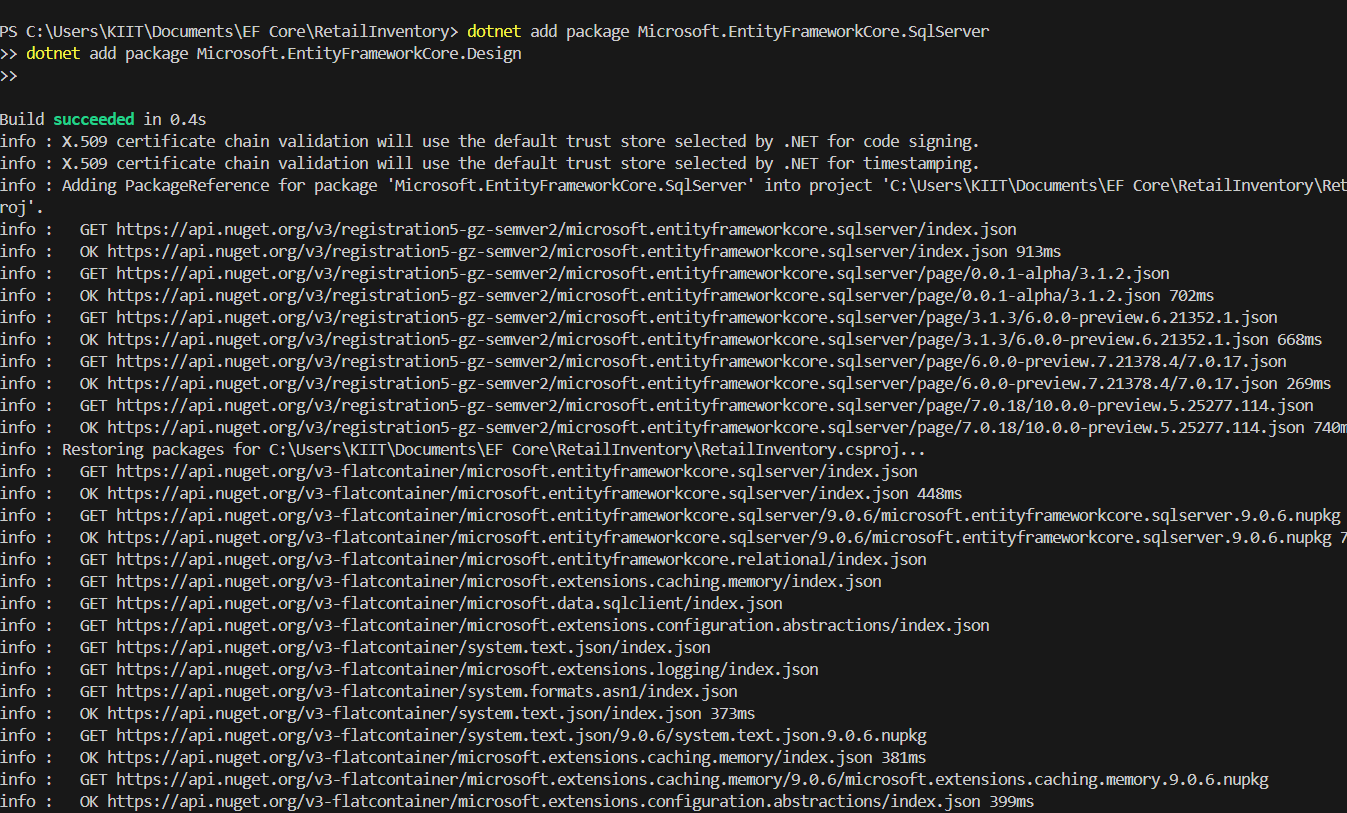 PS C:\Users\KIIT\Documents\EF Core\RetailInventory> dotnet add package Microsoft.EntityFrameworkCore.SqlServer
>> dotnet add package Microsoft.EntityFrameworkCore.Design
>>
Build succeeded in 0.4s
info : X.509 certificate chain validation will use the default trust store selected by .NET for code signing.
info : X.509 certificate chain validation will use the default trust store selected by .NET for timestamping.
info : Adding PackageReference for package 'Microsoft.EntityFrameworkCore.SqlServer' into project 'C:\Users\KIIT\Documents\EF Core\RetailInventory\Ret
roj'.
info :   GET https://api.nuget.org/v3/registration5-gz-semver2/microsoft.entityframeworkcore.sqlserver/index.json
info :   OK https://api.nuget.org/v3/registration5-gz-semver2/microsoft.entityframeworkcore.sqlserver/index.json 913ms
info :   GET https://api.nuget.org/v3/registration5-gz-semver2/microsoft.entityframeworkcore.sqlserver/page/0.0.1-alpha/3.1.2.json
info :   OK https://api.nuget.org/v3/registration5-gz-semver2/microsoft.entityframeworkcore.sqlserver/page/0.0.1-alpha/3.1.2.json 702ms
info :   GET https://api.nuget.org/v3/registration5-gz-semver2/microsoft.entityframeworkcore.sqlserver/page/3.1.3/6.0.0-preview.6.21352.1.json
info :   OK https://api.nuget.org/v3/registration5-gz-semver2/microsoft.entityframeworkcore.sqlserver/page/3.1.3/6.0.0-preview.6.21352.1.json 668ms
info :   GET https://api.nuget.org/v3/registration5-gz-semver2/microsoft.entityframeworkcore.sqlserver/page/6.0.0-preview.7.21378.4/7.0.17.json
info :   OK https://api.nuget.org/v3/registration5-gz-semver2/microsoft.entityframeworkcore.sqlserver/page/6.0.0-preview.7.21378.4/7.0.17.json 269ms
info :   GET https://api.nuget.org/v3/registration5-gz-semver2/microsoft.entityframeworkcore.sqlserver/page/7.0.18/10.0.0-preview.5.25277.114.json
info :   OK https://api.nuget.org/v3/registration5-gz-semver2/microsoft.entityframeworkcore.sqlserver/page/7.0.18/10.0.0-preview.5.25277.114.json 740m
info : Restoring packages for C:\Users\KIIT\Documents\EF Core\RetailInventory\RetailInventory.csproj...
info :   GET https://api.nuget.org/v3-flatcontainer/microsoft.entityframeworkcore.sqlserver/index.json
info :   OK https://api.nuget.org/v3-flatcontainer/microsoft.entityframeworkcore.sqlserver/index.json 448ms
info :   GET https://api.nuget.org/v3-flatcontainer/microsoft.entityframeworkcore.sqlserver/9.0.6/microsoft.entityframeworkcore.sqlserver.9.0.6.nupkg
info :   OK https://api.nuget.org/v3-flatcontainer/microsoft.entityframeworkcore.sqlserver/9.0.6/microsoft.entityframeworkcore.sqlserver.9.0.6.nupkg 7
info :   GET https://api.nuget.org/v3-flatcontainer/microsoft.entityframeworkcore.relational/index.json
info :   GET https://api.nuget.org/v3-flatcontainer/microsoft.extensions.caching.memory/index.json
info :   GET https://api.nuget.org/v3-flatcontainer/microsoft.data.sqlclient/index.json
info :   GET https://api.nuget.org/v3-flatcontainer/microsoft.extensions.configuration.abstractions/index.json
info :   GET https://api.nuget.org/v3-flatcontainer/system.text.json/index.json
info :   GET https://api.nuget.org/v3-flatcontainer/microsoft.extensions.logging/index.json
info :   GET https://api.nuget.org/v3-flatcontainer/system.formats.asn1/index.json
info :   OK https://api.nuget.org/v3-flatcontainer/system.text.json/index.json 373ms
info :   GET https://api.nuget.org/v3-flatcontainer/system.text.json/9.0.6/system.text.json.9.0.6.nupkg
info :   OK https://api.nuget.org/v3-flatcontainer/microsoft.extensions.caching.memory/index.json 381ms
info :   GET https://api.nuget.org/v3-flatcontainer/microsoft.extensions.caching.memory/9.0.6/microsoft.extensions.caching.memory.9.0.6.nupkg
info :   OK https://api.nuget.org/v3-flatcontainer/microsoft.extensions.configuration.abstractions/index.json 399ms